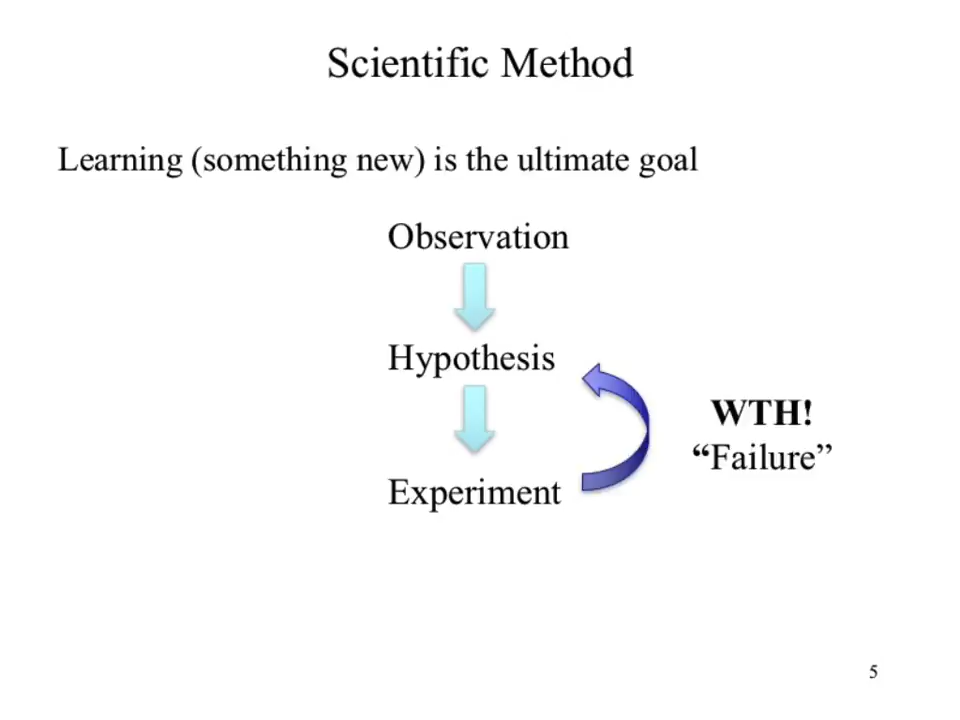 Scientific Method
Learning (something new) is the ultimate goal
Observation
Hypothesis
WTH!
“Failure”
Experiment
5